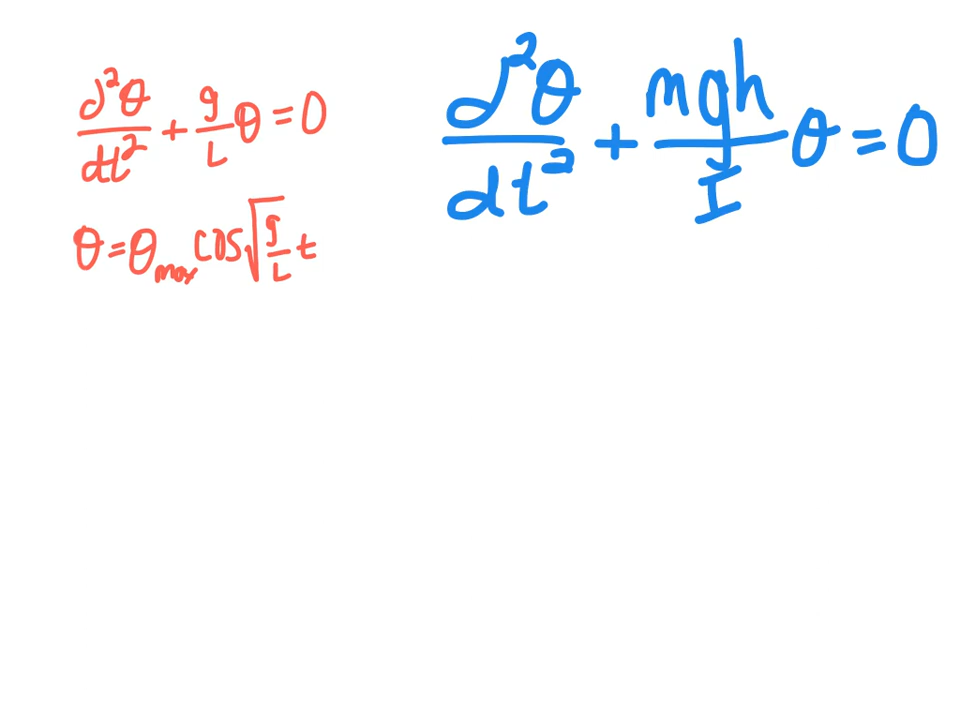 d²θ/dt² + g/L θ = 0
θ = θmax cos √(g/L) t
d²θ/dt² + mgh/I θ = 0